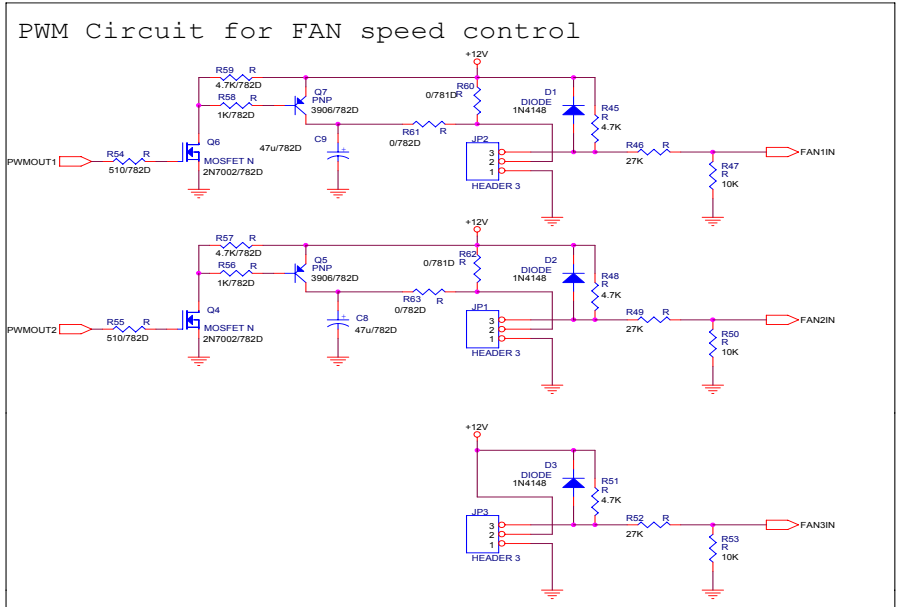 PWM Circuit for FAN speed control
+12V
R59 R
4.7K/782D
R58 R
1K/782D
Q7
PNP
3906/782D
R60
R
0/781D
D1
DIODE
1N4148
R45
R
4.7K
Q6
MOSFET N
2N7002/782D
C9
+
47u/782D
R61 R
0/782D
JP2
3
2
1
HEADER 3
R46 R
27K
PWMOUT1
R54 R
510/782D
FAN1IN
R47
R
10K
+12V
R57 R
4.7K/782D
R56 R
1K/782D
Q5
PNP
3906/782D
R62
R
0/781D
D2
DIODE
1N4148
R48
R
4.7K
Q4
MOSFET N
2N7002/782D
C8
+
47u/782D
R63 R
0/782D
JP1
3
2
1
HEADER 3
R49 R
27K
PWMOUT2
R55 R
510/782D
FAN2IN
R50
R
10K
+12V
D3
DIODE
1N4148
R51
R
4.7K
JP3
3
2
1
HEADER 3
R52 R
27K
FAN3IN
R53
R
10K